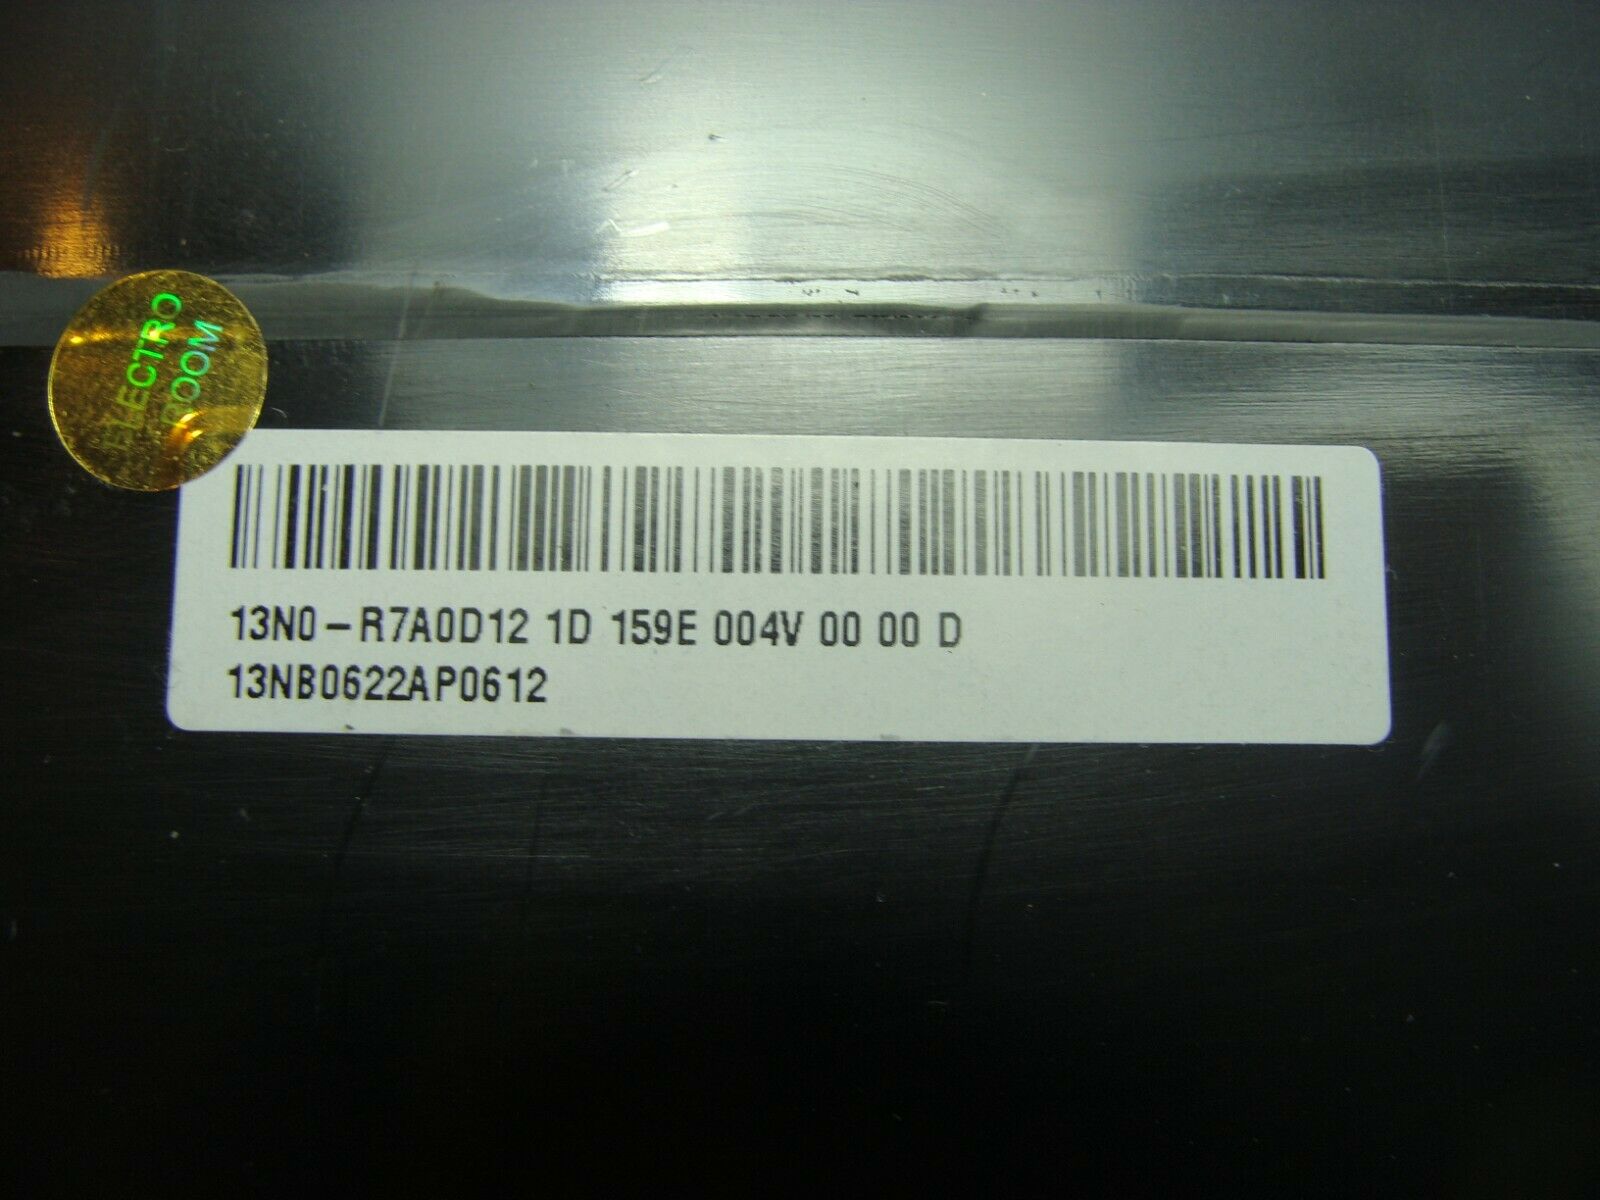 ELECTRO
ROOM
13N0-R7A0D12 1D 159E 004V 00 00 D
13NB0622AP0612